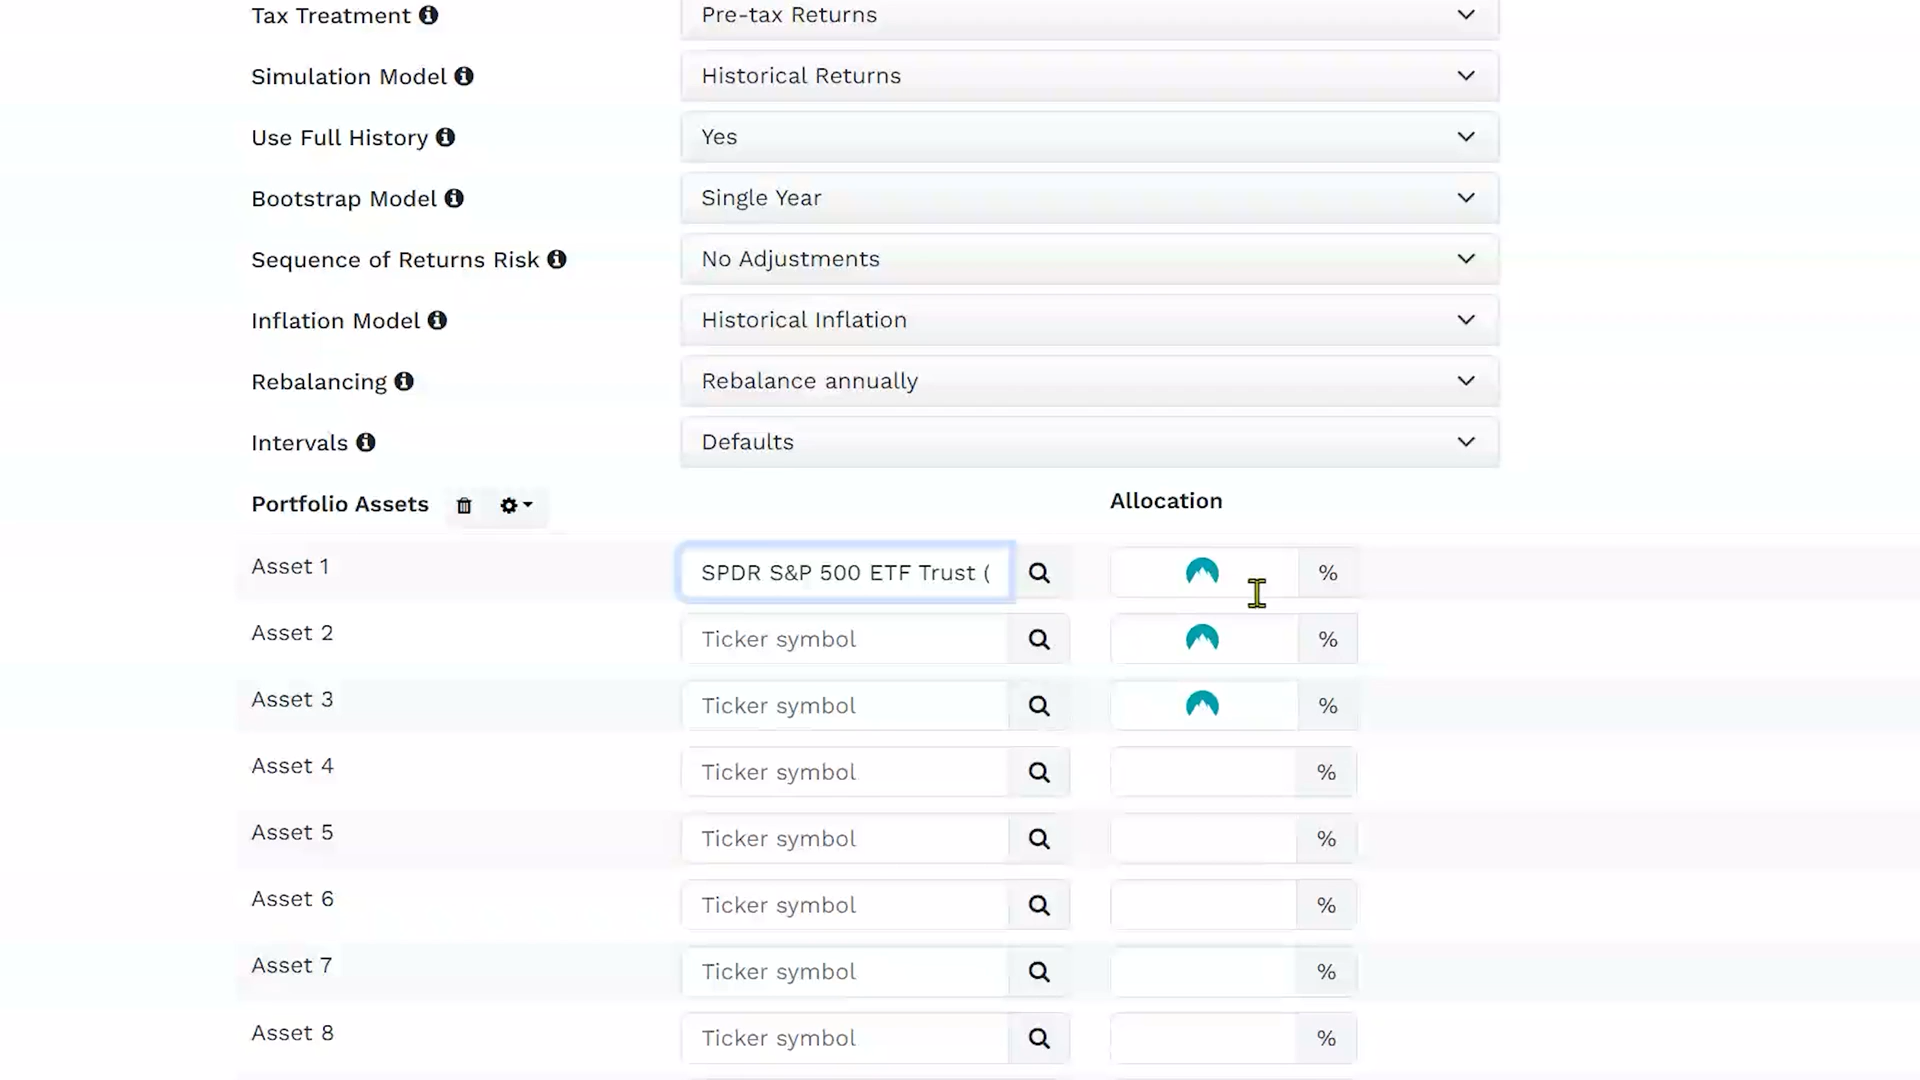 Tax Treatment Pre-tax Returns
Simulation Model Historical Returns
Use Full History Yes
Bootstrap Model Single Year
Sequence of Returns Risk No Adjustments
Inflation Model Historical Inflation
Rebalancing Rebalance annually
Intervals Defaults
Portfolio Assets Allocation
Asset 1 SPDR S&P 500 ETF Trust ( %
Asset 2 Ticker symbol %
Asset 3 Ticker symbol %
Asset 4 Ticker symbol %
Asset 5 Ticker symbol %
Asset 6 Ticker symbol %
Asset 7 Ticker symbol %
Asset 8 Ticker symbol %